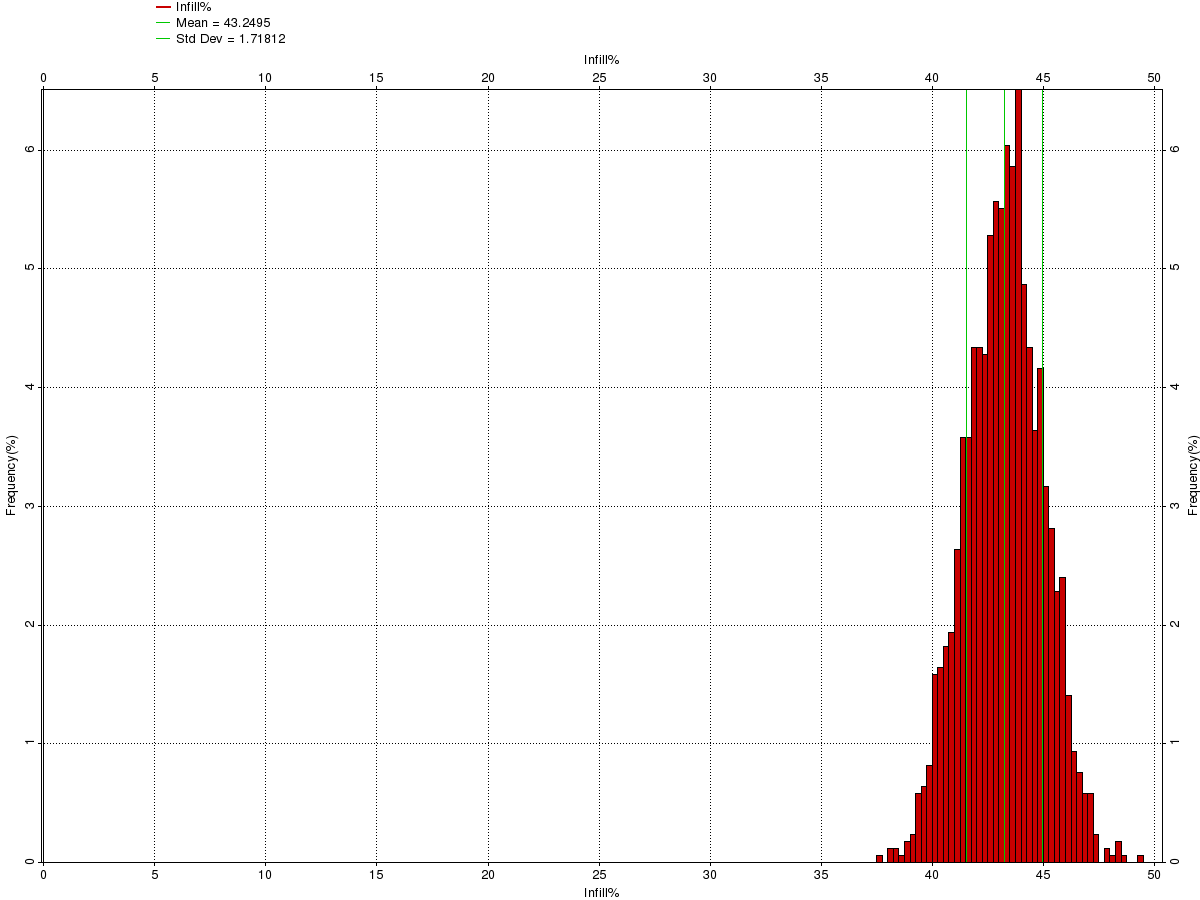 Infill%
Mean = 43.2495
Std Dev = 1.71812
Infill%
0 5 10 15 20 25 30 35 40 45 50
6 6
5 5
4 4
Frequency(%) Frequency(%)
3 3
2 2
1 1
0 0
0 5 10 15 20 25 30 35 40 45 50
Infill%